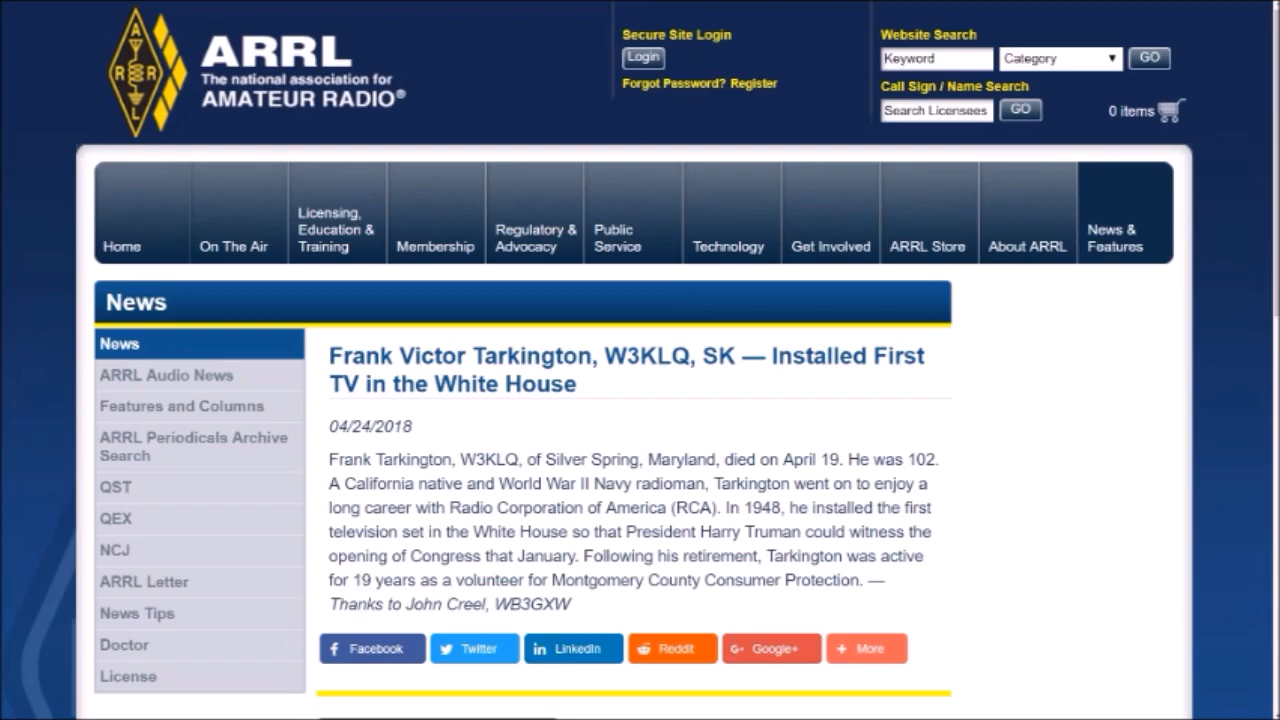 A
R R
L
ARRL
The national association for
AMATEUR RADIO®
Secure Site Login
Login
Forgot Password? Register
Website Search
Keyword
Category
GO
Call Sign / Name Search
Search Licensees
GO
0 items
Home
On The Air
Licensing,
Education &
Training
Membership
Regulatory &
Advocacy
Public
Service
Technology
Get Involved
ARRL Store
About ARRL
News &
Features
News
News
ARRL Audio News
Features and Columns
ARRL Periodicals Archive
Search
QST
QEX
NCJ
ARRL Letter
News Tips
Doctor
License
Frank Victor Tarkington, W3KLQ, SK — Installed First
TV in the White House
04/24/2018
Frank Tarkington, W3KLQ, of Silver Spring, Maryland, died on April 19. He was 102.
A California native and World War II Navy radioman, Tarkington went on to enjoy a
long career with Radio Corporation of America (RCA). In 1948, he installed the first
television set in the White House so that President Harry Truman could witness the
opening of Congress that January. Following his retirement, Tarkington was active
for 19 years as a volunteer for Montgomery County Consumer Protection. —
Thanks to John Creel, WB3GXW
Facebook
Twitter
in LinkedIn
Reddit
G+ Google+
+ More